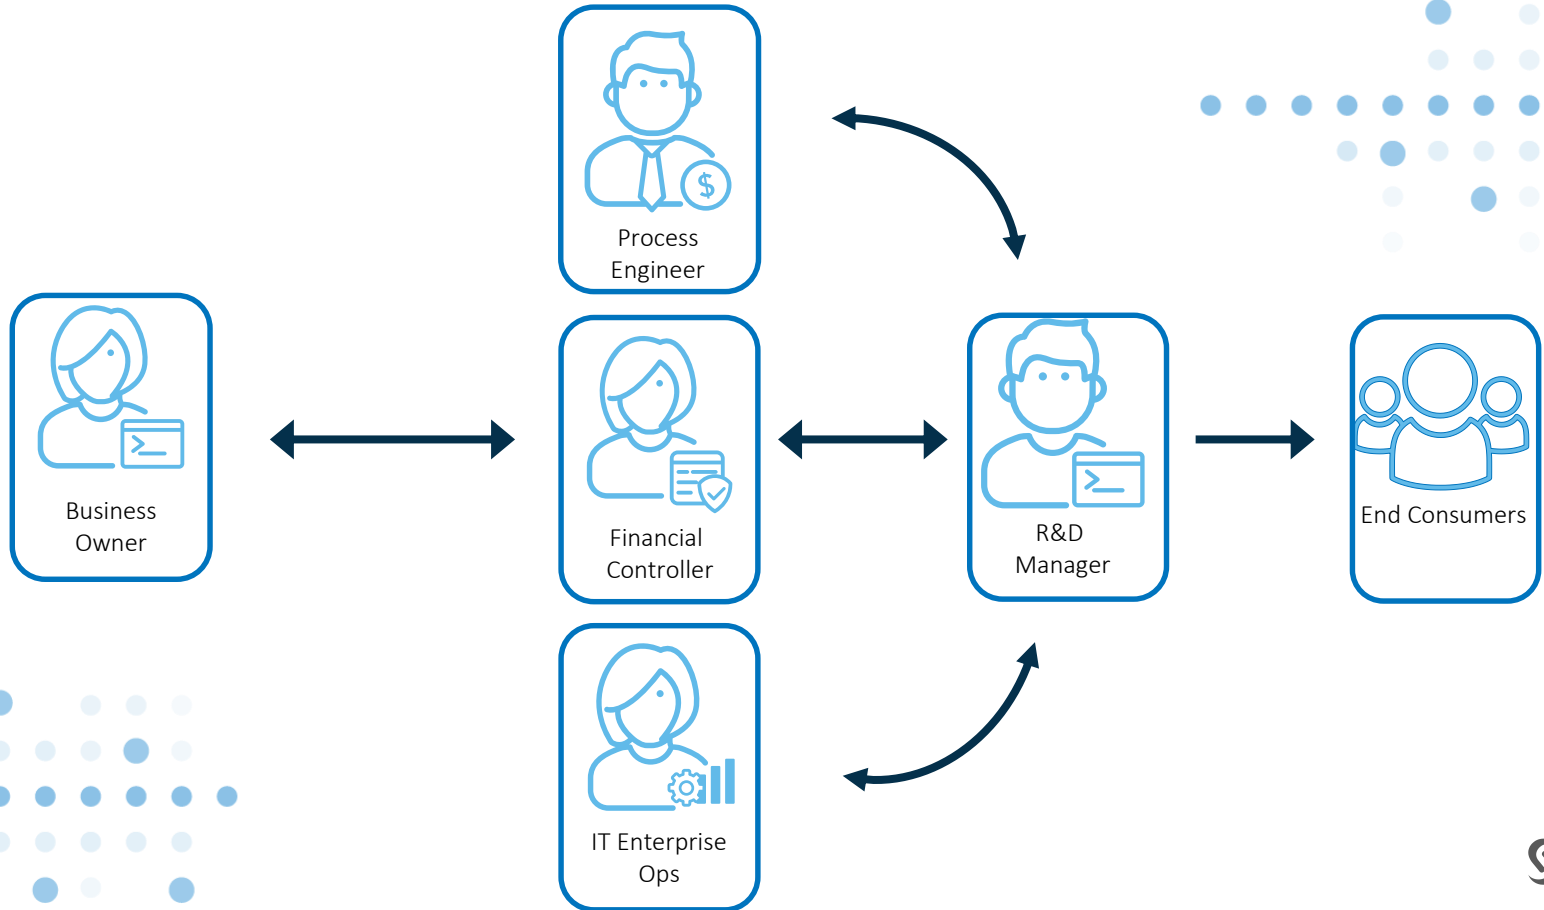 Process
Engineer
Business
Owner
Financial
Controller
R&D
Manager
End Consumers
IT Enterprise
Ops
$